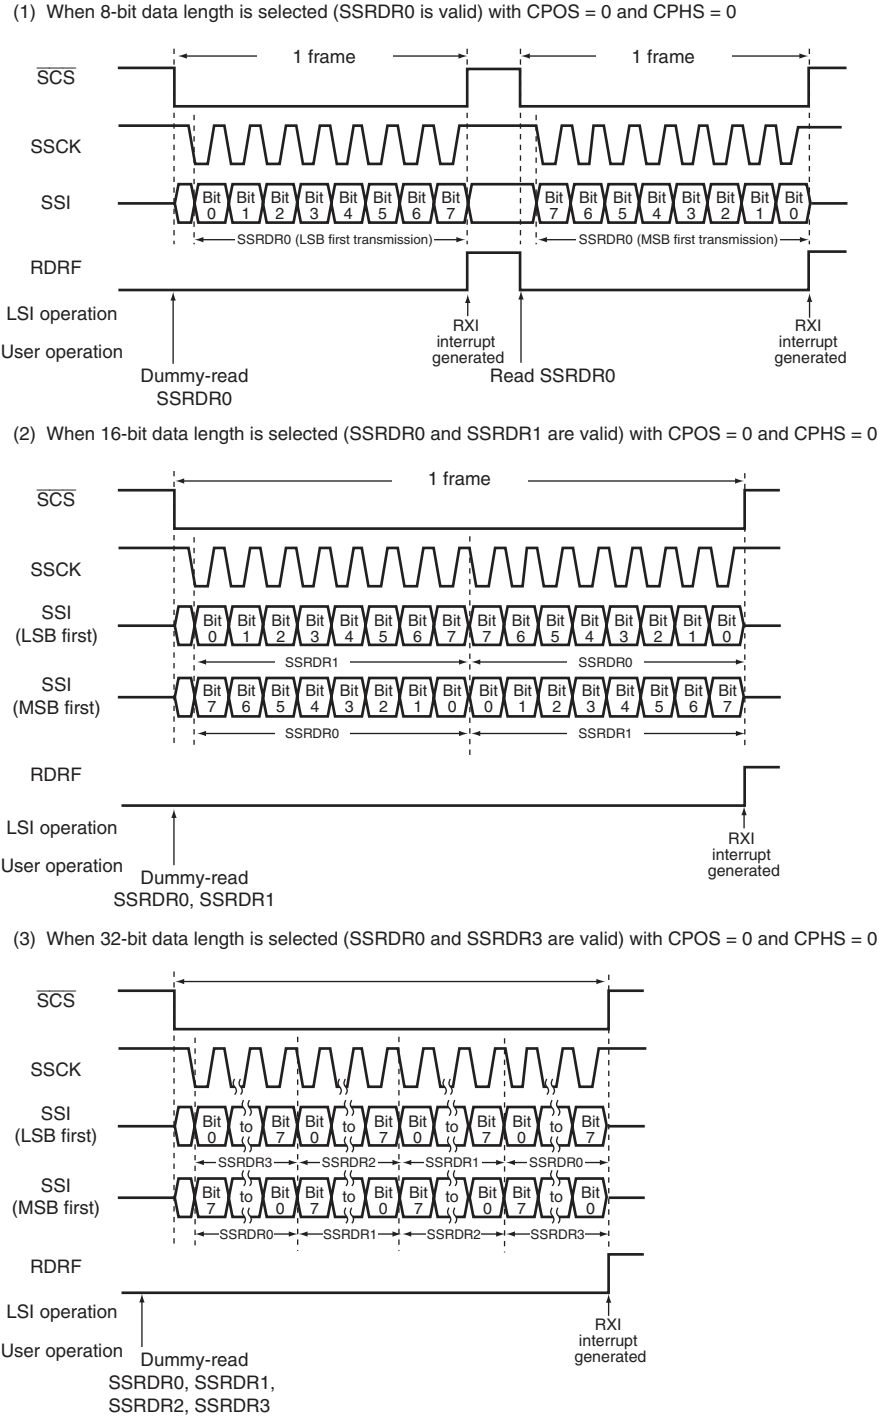 (1) When 8-bit data length is selected (SSRDR0 is valid) with CPOS = 0 and CPHS = 0
1 frame 1 frame
SCS
SSCK
SSI Bit 0 Bit 1 Bit 2 Bit 3 Bit 4 Bit 5 Bit 6 Bit 7 Bit 7 Bit 6 Bit 5 Bit 4 Bit 3 Bit 2 Bit 1 Bit 0
SSRDR0 (LSB first transmission) SSRDR0 (MSB first transmission)
RDRF
LSI operation
RXI interrupt generated RXI interrupt generated
User operation
Dummy-read SSRDR0 Read SSRDR0
(2) When 16-bit data length is selected (SSRDR0 and SSRDR1 are valid) with CPOS = 0 and CPHS = 0
1 frame
SCS
SSCK
SSI (LSB first) Bit 0 Bit 1 Bit 2 Bit 3 Bit 4 Bit 5 Bit 6 Bit 7 Bit 7 Bit 6 Bit 5 Bit 4 Bit 3 Bit 2 Bit 1 Bit 0
SSRDR1 SSRDR0
SSI (MSB first) Bit 7 Bit 6 Bit 5 Bit 4 Bit 3 Bit 2 Bit 1 Bit 0 Bit 0 Bit 1 Bit 2 Bit 3 Bit 4 Bit 5 Bit 6 Bit 7
SSRDR0 SSRDR1
RDRF
LSI operation
RXI interrupt generated
User operation
Dummy-read
SSRDR0, SSRDR1
(3) When 32-bit data length is selected (SSRDR0 and SSRDR3 are valid) with CPOS = 0 and CPHS = 0
SCS
SSCK
SSI (LSB first) Bit 0 to Bit 7 Bit 0 to Bit 7 Bit 0 to Bit 7 Bit 0 to Bit 7
SSRDR3 SSRDR2 SSRDR1 SSRDR0
SSI (MSB first) Bit 7 to Bit 0 Bit 7 to Bit 0 Bit 7 to Bit 0 Bit 7 to Bit 0
SSRDR0 SSRDR1 SSRDR2 SSRDR3
RDRF
LSI operation
RXI interrupt generated
User operation
Dummy-read
SSRDR0, SSRDR1,
SSRDR2, SSRDR3